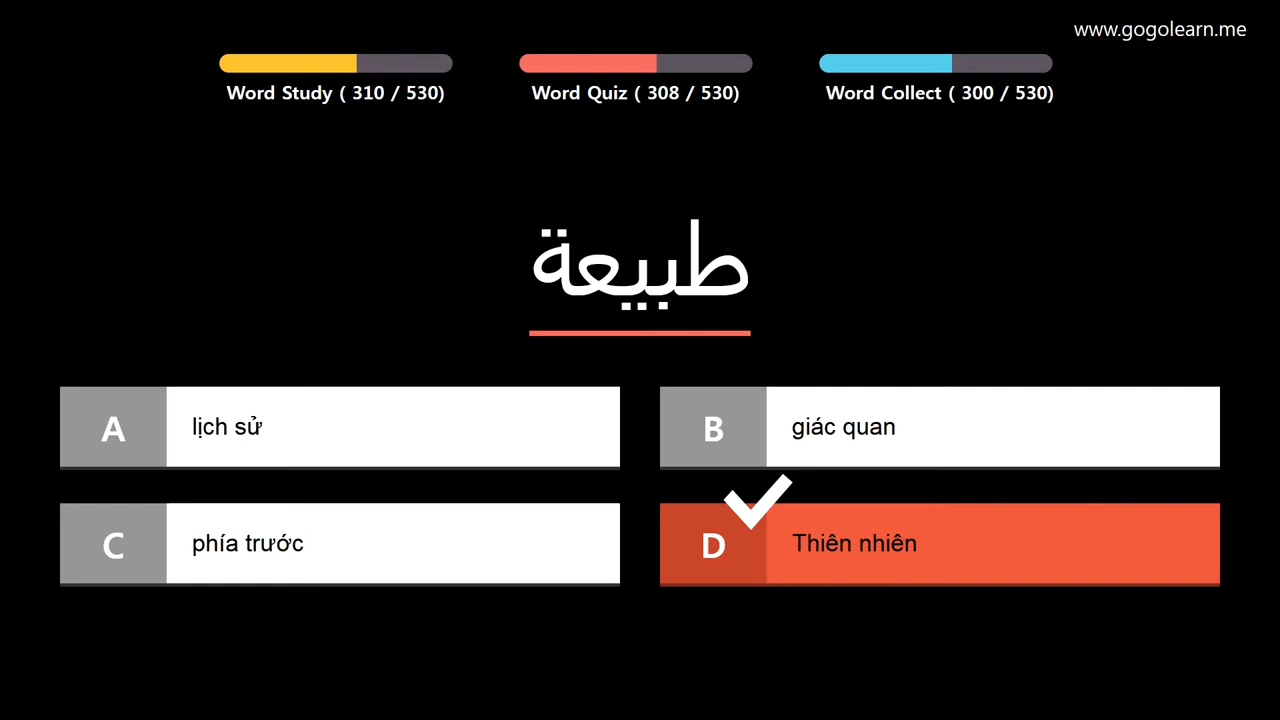 www.gogolearn.me
Word Study ( 310 / 530)
Word Quiz ( 308 / 530)
Word Collect ( 300 / 530)
طبيعة
A
lịch sử
B
giác quan
C
phía trước
D
Thiên nhiên